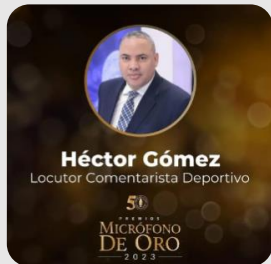 Héctor Gómez
Locutor Comentarista Deportivo
50
PREMIOS
MICRÓFONO
DE ORO
2023